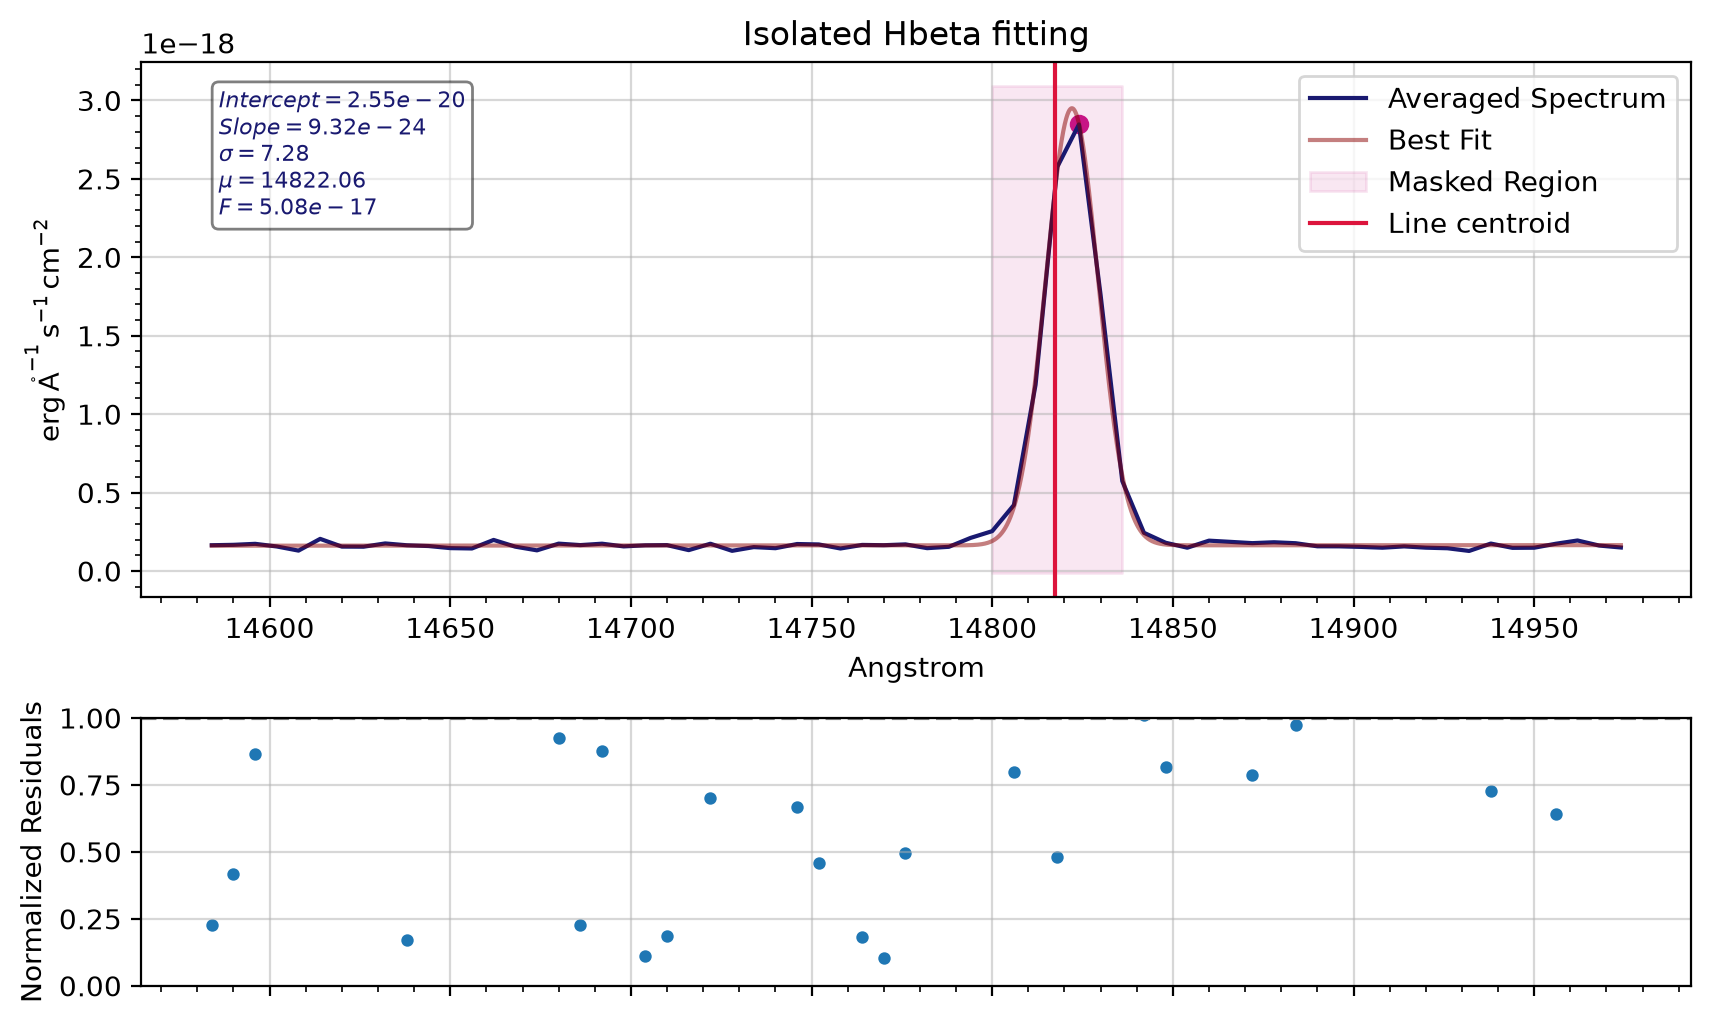 Isolated Hbeta fitting
1e−18
Intercept = 2.55e − 20
Slope = 9.32e − 24
σ = 7.28
μ = 14822.06
F = 5.08e − 17
Averaged Spectrum
Best Fit
Masked Region
Line centroid
erg Å⁻¹ s⁻¹ cm⁻²
3.0
2.5
2.0
1.5
1.0
0.5
0.0
14600 14650 14700 14750 14800 14850 14900 14950
Angstrom
Normalized Residuals
1.00
0.75
0.50
0.25
0.00